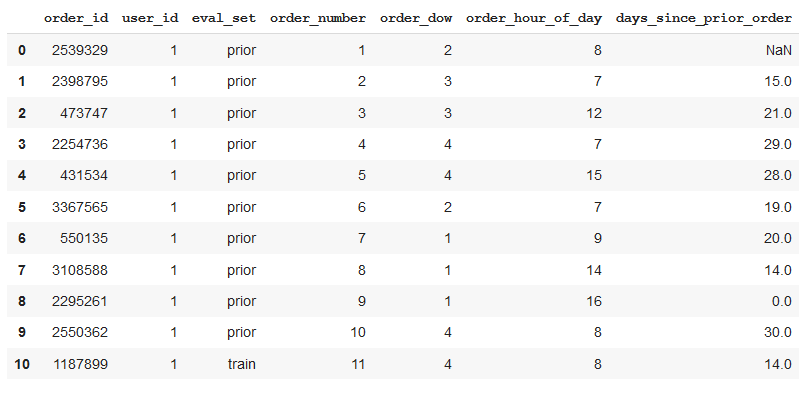 order_id user_id eval_set order_number order_dow order_hour_of_day days_since_prior_order
0 2539329 1 prior 1 2 8 NaN
1 2398795 1 prior 2 3 7 15.0
2 473747 1 prior 3 3 12 21.0
3 2254736 1 prior 4 4 7 29.0
4 431534 1 prior 5 4 15 28.0
5 3367565 1 prior 6 2 7 19.0
6 550135 1 prior 7 1 9 20.0
7 3108588 1 prior 8 1 14 14.0
8 2295261 1 prior 9 1 16 0.0
9 2550362 1 prior 10 4 8 30.0
10 1187899 1 train 11 4 8 14.0